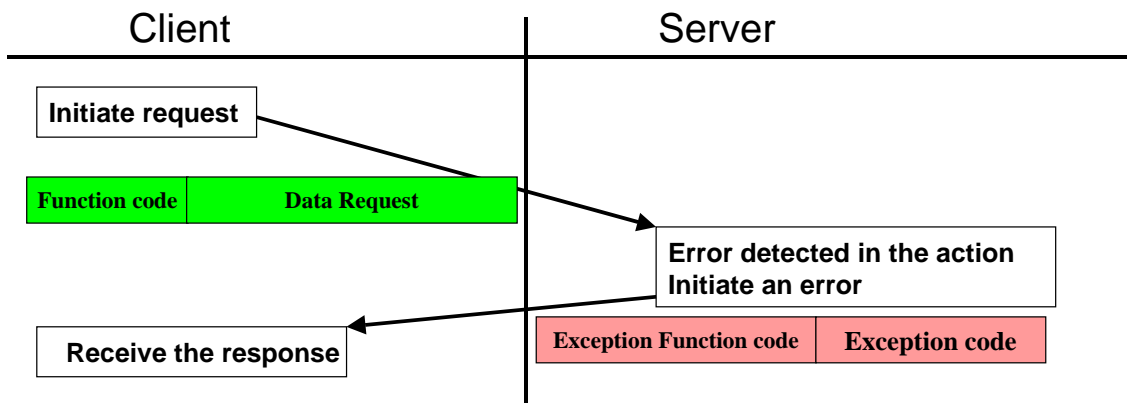 Client
Server
Initiate request
Function code
Data Request
Error detected in the action
Initiate an error
Exception Function code
Exception code
Receive the response